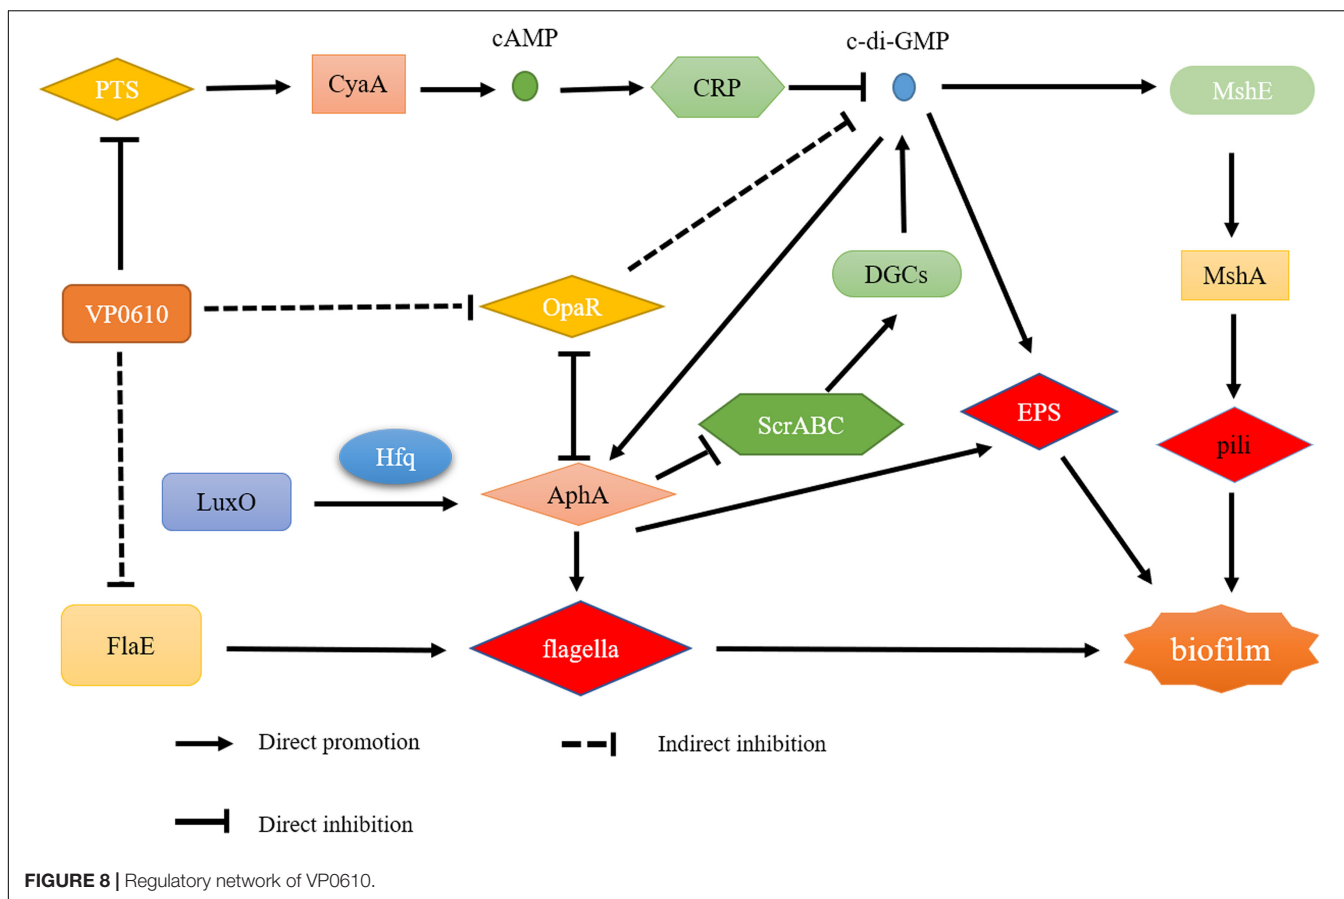 cAMP
c-di-GMP
PTS
CyaA
CRP
MshE
DGCs
MshA
VP0610
OpaR
EPS
ScrABC
pili
Hfq
LuxO
AphA
FlaE
flagella
biofilm
Direct promotion
Indirect inhibition
Direct inhibition
FIGURE 8 | Regulatory network of VP0610.